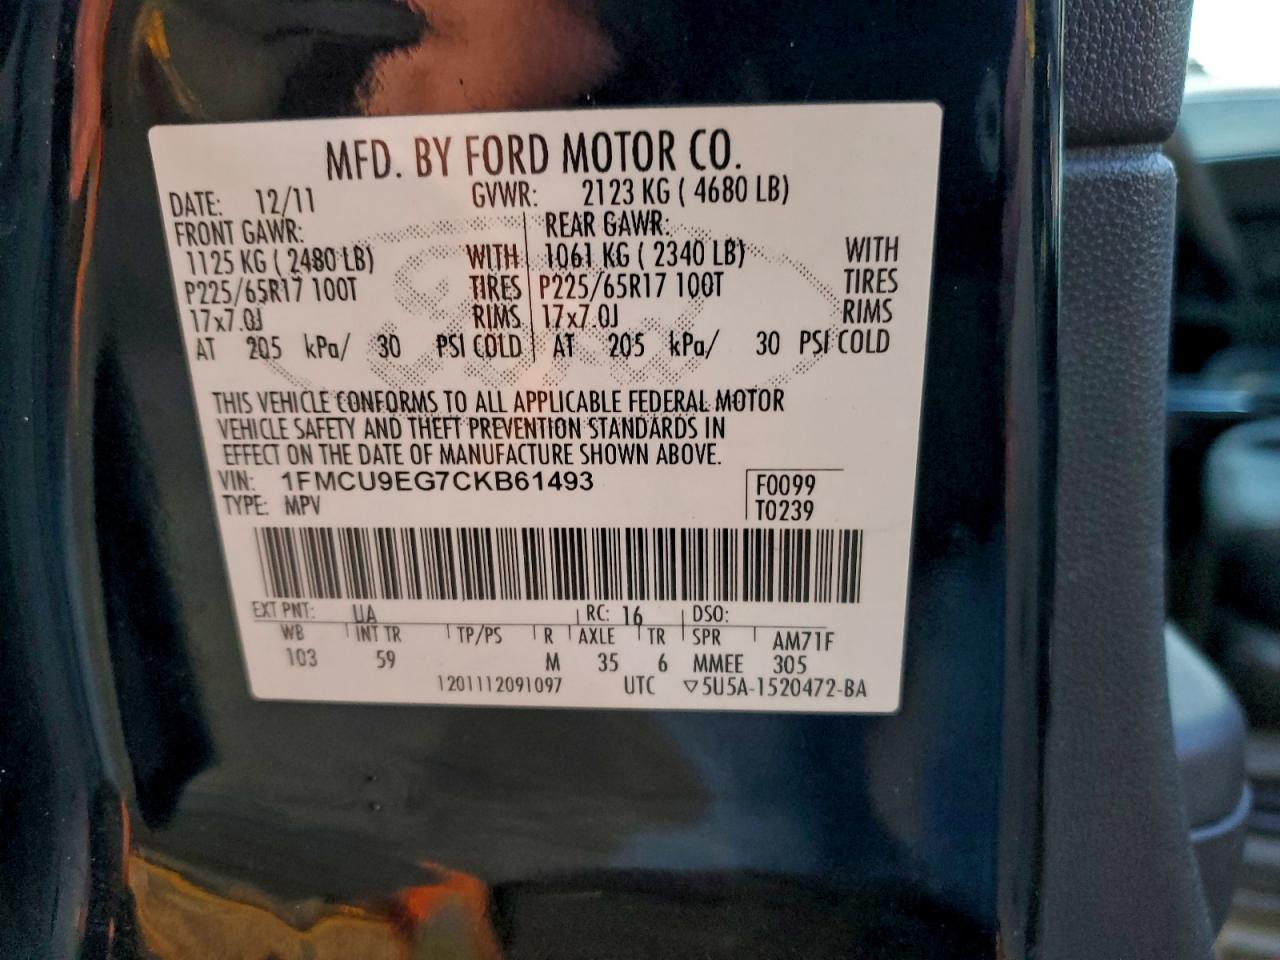 MFD. BY FORD MOTOR CO.
DATE: 12/11 GVWR: 2123 KG ( 4680 LB)
FRONT GAWR: REAR GAWR:
1125 KG ( 2480 LB) WITH 1061 KG ( 2340 LB) WITH
P225/65R17 100T TIRES P225/65R17 100T TIRES
17x7.0J RIMS 17x7.0J RIMS
AT 205 kPa/ 30 PSI COLD AT 205 kPa/ 30 PSI COLD
THIS VEHICLE CONFORMS TO ALL APPLICABLE FEDERAL MOTOR
VEHICLE SAFETY AND THEFT PREVENTION STANDARDS IN
EFFECT ON THE DATE OF MANUFACTURE SHOWN ABOVE.
VIN: 1FMCU9EG7CKB61493 F0099
TYPE: MPV T0239
EXT PNT: UA RC: 16 DSO:
WB INT TR TP/PS R AXLE TR SPR AM71F
103 59 M 35 6 MMEE 305
1201112091097 UTC ▽5U5A-1520472-BA